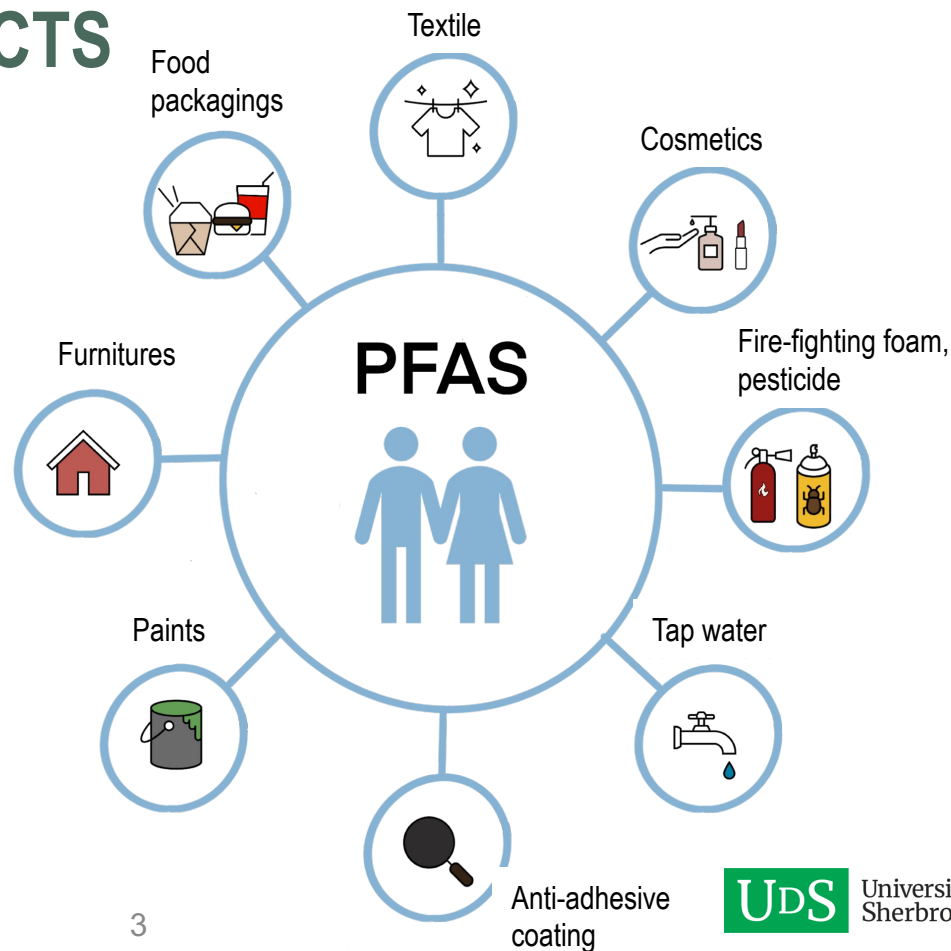 CTS
Textile
Food
packagings
Cosmetics
Furnitures
PFAS
Fire-fighting foam,
pesticide
Paints
Tap water
Anti-adhesive
coating
3
UDS